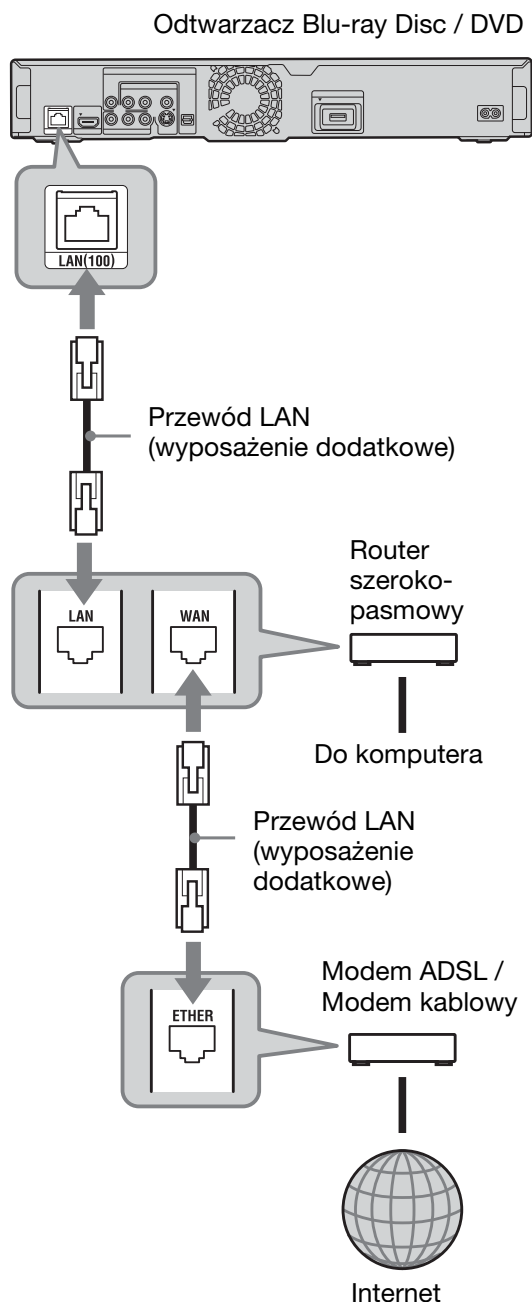 Odtwarzacz Blu-ray Disc / DVD
LAN(100)
Przewód LAN
(wyposażenie dodatkowe)
Router
szeroko-
pasmowy
LAN
WAN
Do komputera
Przewód LAN
(wyposażenie
dodatkowe)
Modem ADSL /
Modem kablowy
ETHER
Internet